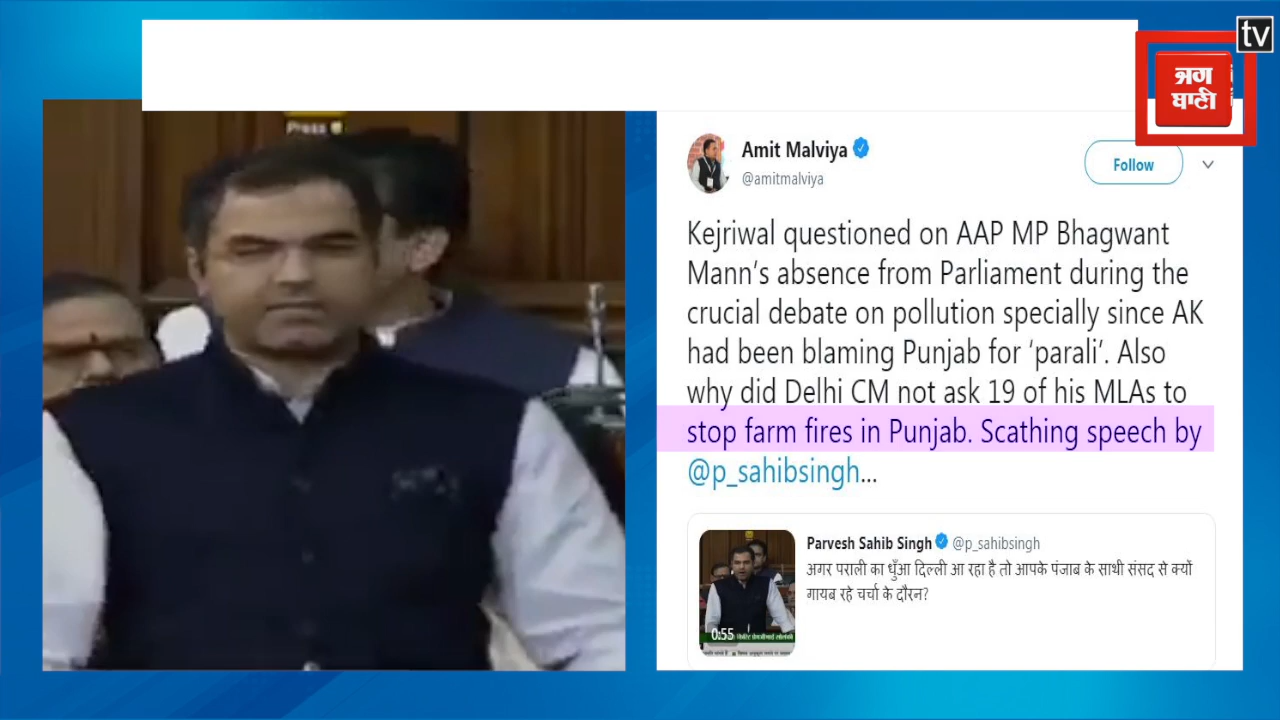 tv
ਜਗ
ਬਾਣੀ
Press
Amit Malviya
@amitmalviya
Follow
Kejriwal questioned on AAP MP Bhagwant
Mann's absence from Parliament during the
crucial debate on pollution specially since AK
had been blaming Punjab for 'parali'. Also
why did Delhi CM not ask 19 of his MLAs to
stop farm fires in Punjab. Scathing speech by
@p_sahibsingh...
Parvesh Sahib Singh @p_sahibsingh
अगर पराली का धुँआ दिल्ली आ रहा है तो आपके पंजाब के साथी संसद से क्यों
गायब रहे चर्चा के दौरन?
0:55